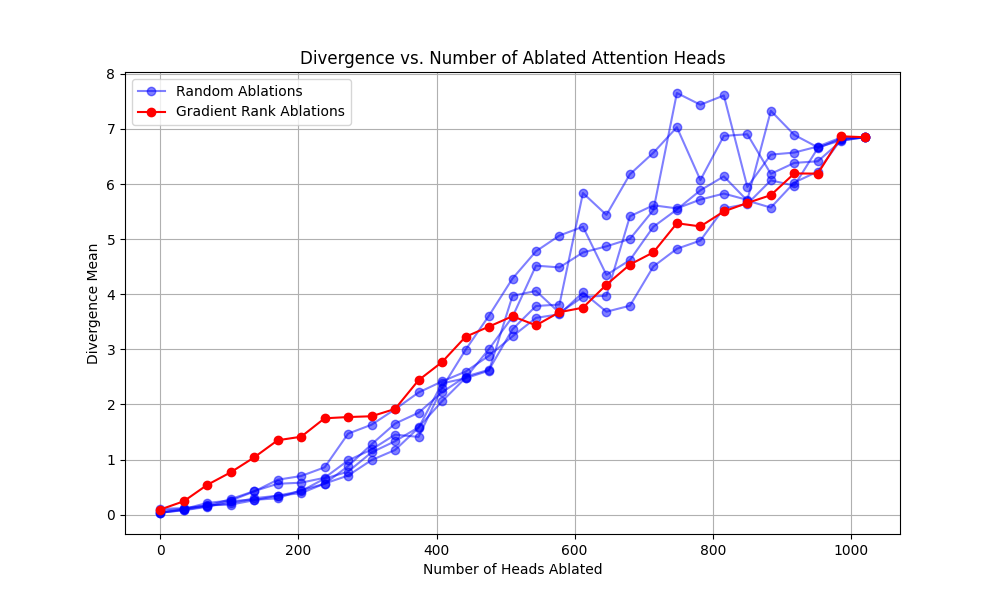 Divergence vs. Number of Ablated Attention Heads
Random Ablations
Gradient Rank Ablations
Divergence Mean
8
7
6
5
4
3
2
1
0
0 200 400 600 800 1000
Number of Heads Ablated